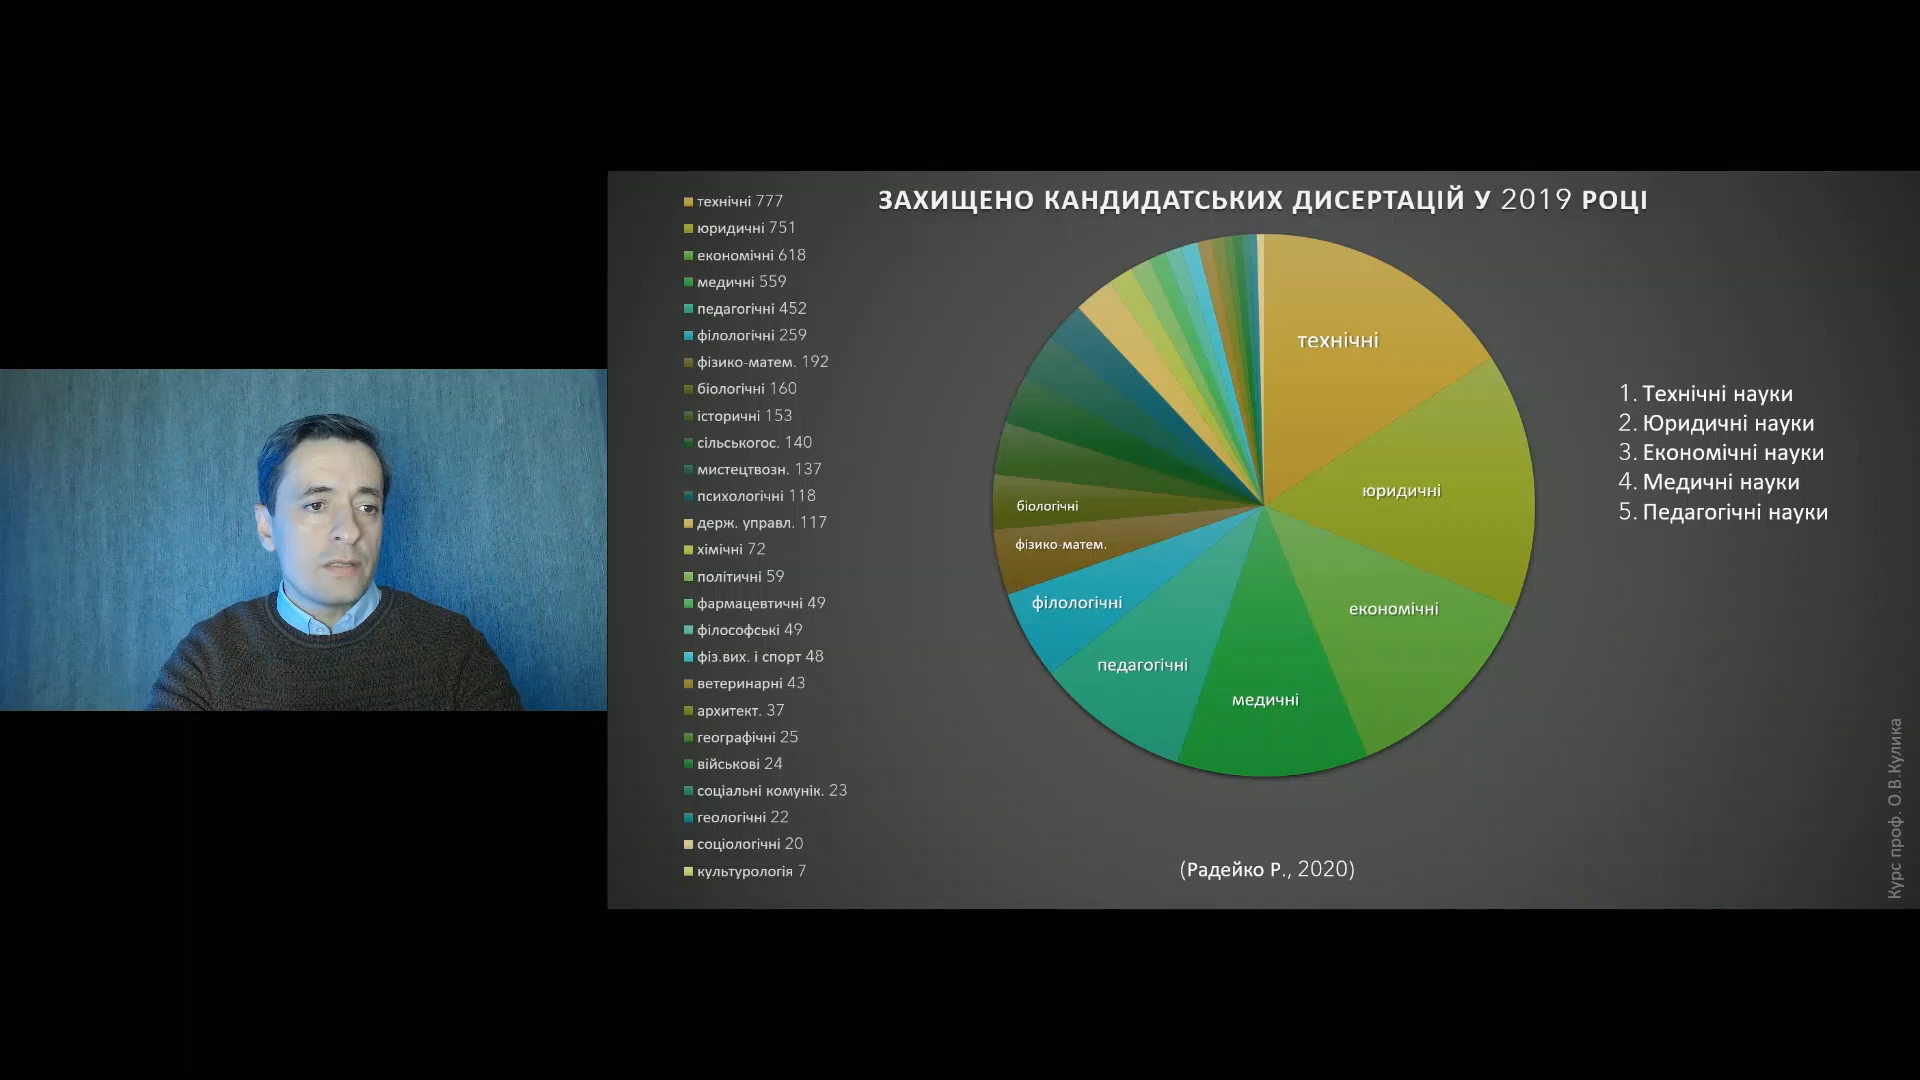 ЗАХИЩЕНО КАНДИДАТСЬКИХ ДИСЕРТАЦІЙ У 2019 РОЦІ
технічні 777
юридичні 751
економічні 618
медичні 559
педагогічні 452
філологічні 259
фізико-матем. 192
біологічні 160
історичні 153
сільськогос. 140
мистецтвозн. 137
психологічні 118
держ. управл. 117
хімічні 72
політичні 59
фармацевтичні 49
філософські 49
фіз.вих. і спорт 48
ветеринарні 43
архитект. 37
географічні 25
військові 24
соціальні комунік. 23
геологічні 22
соціологічні 20
культурологія 7
технічні
юридичні
економічні
медичні
педагогічні
філологічні
фізико-матем.
біологічні
1. Технічні науки
2. Юридичні науки
3. Економічні науки
4. Медичні науки
5. Педагогічні науки
(Радейко Р., 2020)
Курс проф. О.В.Кулика